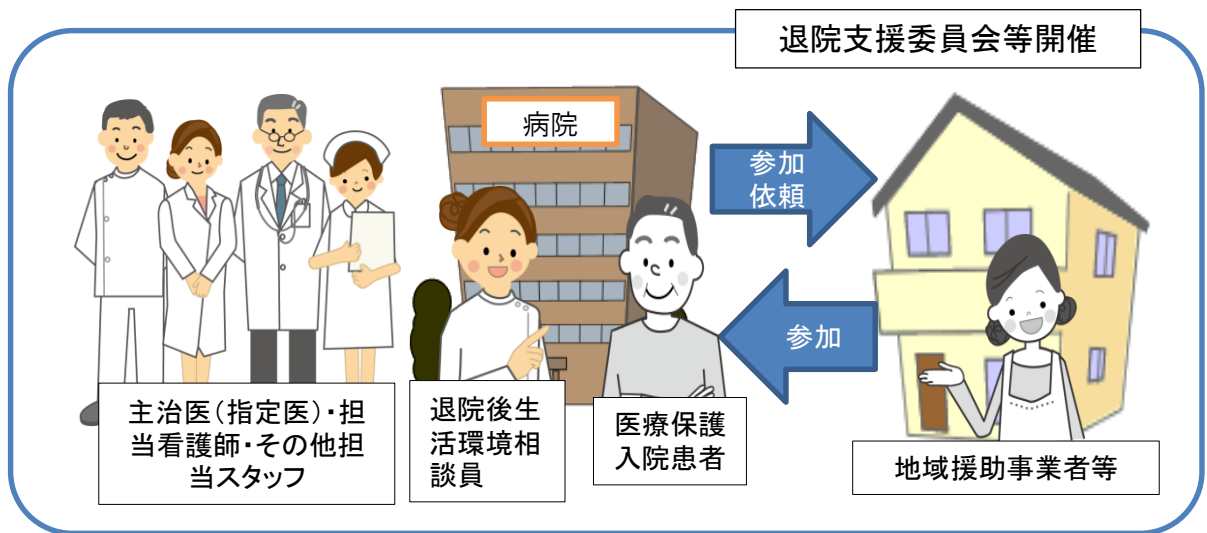 退院支援委員会等開催
病院
参加
依頼
参加
主治医(指定医)・担
当看護師・その他担
当スタッフ
退院後生
活環境相
談員
医療保護
入院患者
地域援助事業者等